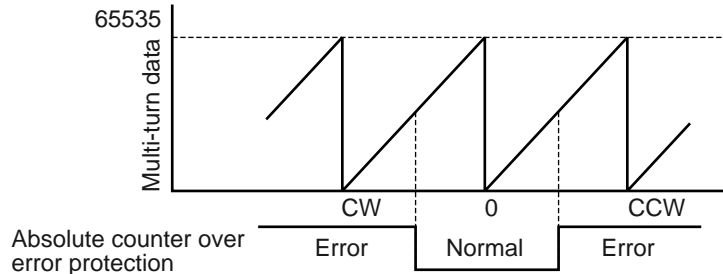 65535
Multi-turn data
CW 0 CCW
Absolute counter over
error protection
Error Normal Error